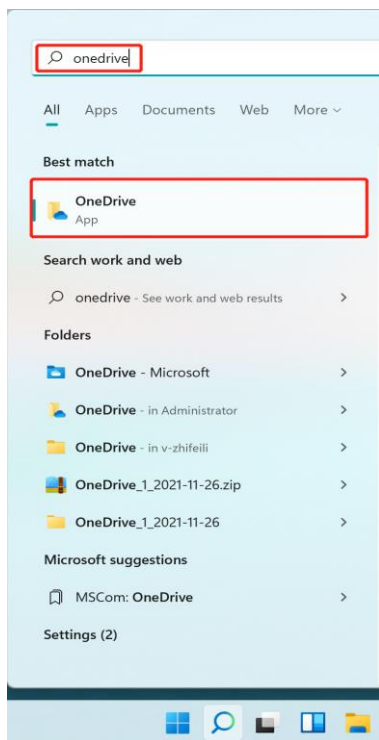 onedrive
All Apps Documents Web More
Best match
OneDrive
App
Search work and web
onedrive - See work and web results
Folders
OneDrive - Microsoft
OneDrive - in Administrator
OneDrive - in v-zhifeili
OneDrive_1_2021-11-26.zip
OneDrive_1_2021-11-26
Microsoft suggestions
MSCom: OneDrive
Settings (2)